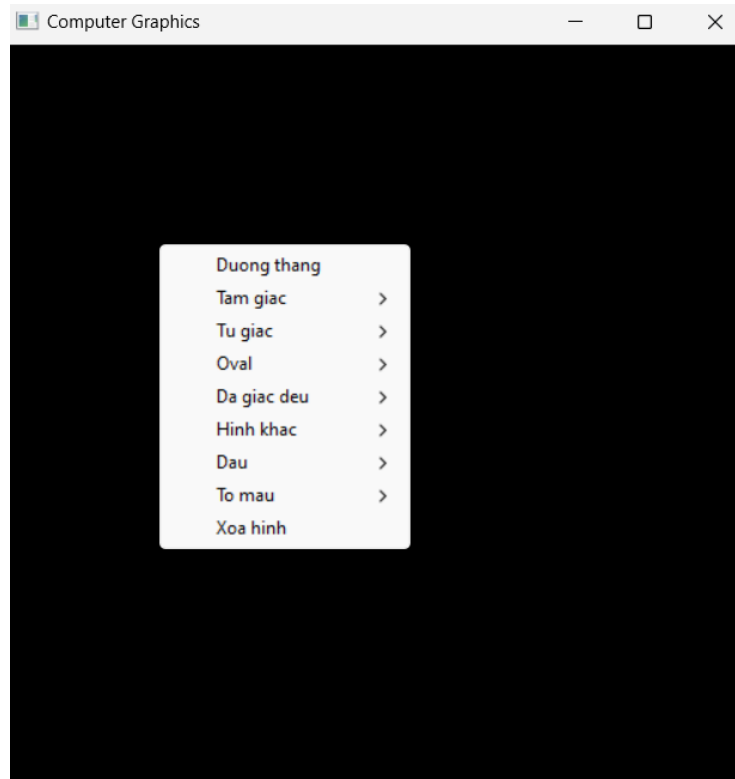 Computer Graphics
Duong thang
Tam giac
Tu giac
Oval
Da giac deu
Hinh khac
Dau
To mau
Xoa hinh